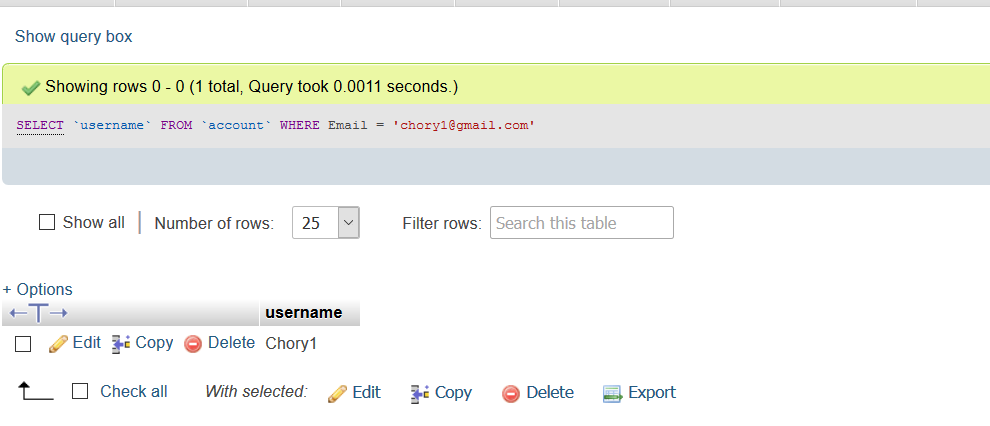 Show query box
Showing rows 0 - 0 (1 total, Query took 0.0011 seconds.)
SELECT `username` FROM `account` WHERE Email = 'chory1@gmail.com'
Show all Number of rows: 25 Filter rows: Search this table
+ Options
←T→ username
Edit Copy Delete Chory1
Check all With selected: Edit Copy Delete Export